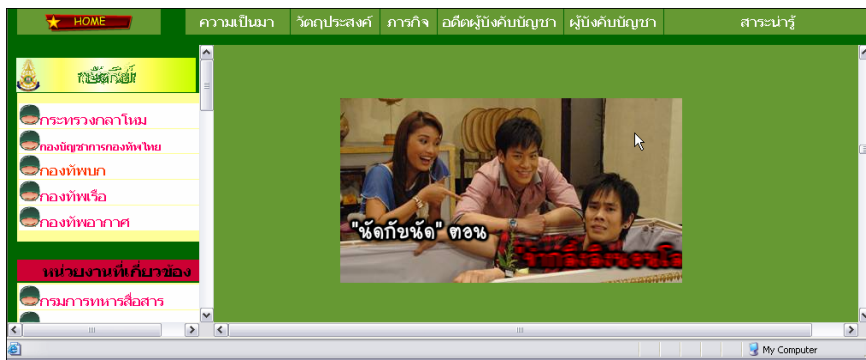 HOME
ความเป็นมา
วัตถุประสงค์
ภารกิจ
อดีตผู้บังคับบัญชา
ผู้บังคับบัญชา
สาระน่ารู้
กระทรวงกลาโหม
กองบัญชาการกองทัพไทย
กองทัพบก
กองทัพเรือ
กองทัพอากาศ
หน่วยงานที่เกี่ยวข้อง
กรมการทหารสื่อสาร
"นัดกับนัด" ตอน
My Computer